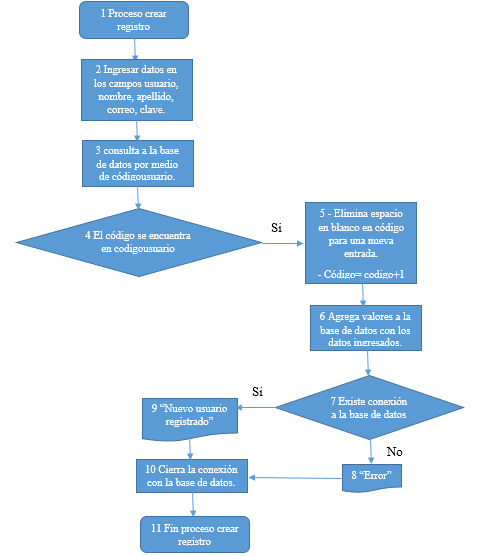 1 Proceso crear
registro
2 Ingresar datos en
los campos usuario,
nombre, apellido,
correo, clave.
3 consulta a la base
de datos por medio
de códigousuario.
4 El código se encuentra
en codigousuario
Sí
5 - Elimina espacio
en blanco en código
para una nueva
entrada.
- Código= codigo+1
6 Agrega valores a la
base de datos con los
datos ingresados.
7 Existe conexión
a la base de datos
Sí
No
9 “Nuevo usuario
registrado”
8 “Error”
10 Cierra la conexión
con la base de datos.
11 Fin proceso crear
registro